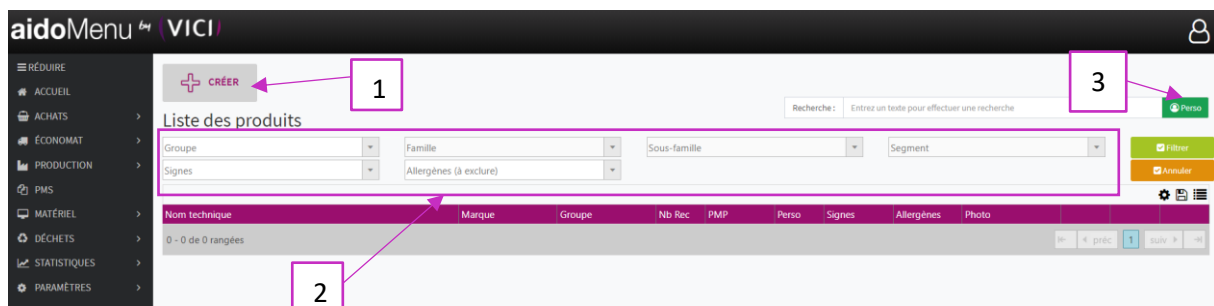 aidoMenu by (VICI)
RÉDUIRE
ACCUEIL
ACHATS
ÉCONOMAT
PRODUCTION
PMS
MATÉRIEL
DÉCHETS
STATISTIQUES
PARAMÈTRES
CRÉER
1
3
Recherche : Entrez un texte pour effectuer une recherche
Perso
Liste des produits
Groupe Famille Sous-famille Segment Filtrer
Signes Allergènes (à exclure) Annuler
Nom technique Marque Groupe Nb Rec PMP Perso Signes Allergènes Photo
0 - 0 de 0 rangées préc 1 suiv
2